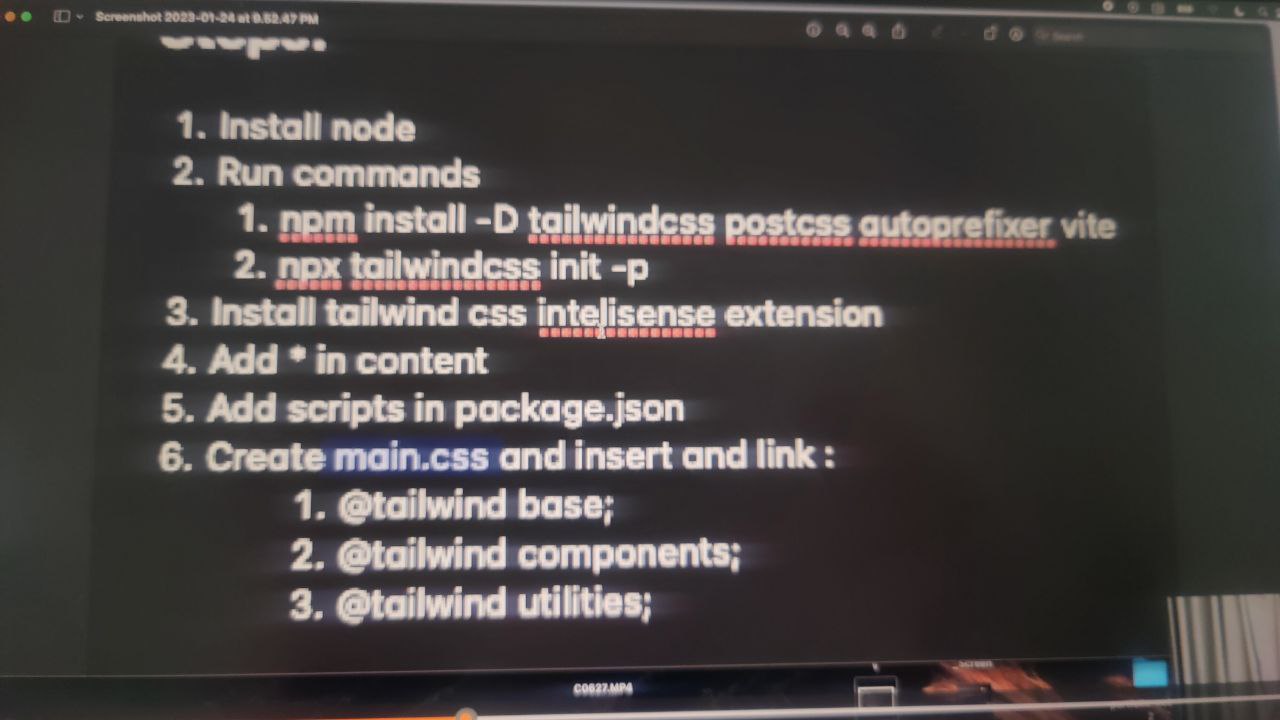 Screenshot 2023-01-24 at 9.52.47 PM
Search
Steps:
1. Install node
2. Run commands
1. npm install -D tailwindcss postcss autoprefixer vite
2. npx tailwindcss init -p
3. Install tailwind css intelisense extension
4. Add * in content
5. Add scripts in package.json
6. Create main.css and insert and link :
1. @tailwind base;
2. @tailwind components;
3. @tailwind utilities;
Screen
C0627.MP4